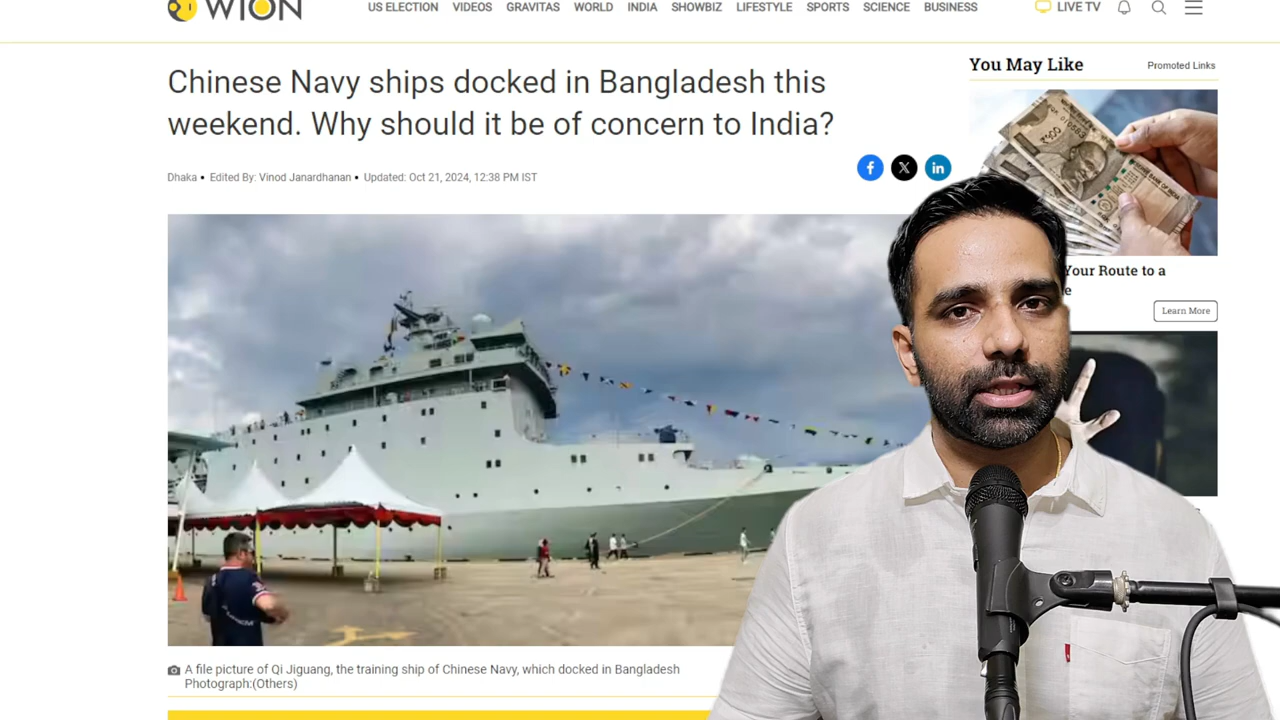 WION
US ELECTION VIDEOS GRAVITAS WORLD INDIA SHOWBIZ LIFESTYLE SPORTS SCIENCE BUSINESS
LIVE TV
Chinese Navy ships docked in Bangladesh this
weekend. Why should it be of concern to India?
Dhaka • Edited By: Vinod Janardhanan • Updated: Oct 21, 2024, 12:38 PM IST
A file picture of Qi Jiguang, the training ship of Chinese Navy, which docked in Bangladesh
Photograph:(Others)
You May Like
Promoted Links
Your Route to a
Learn More